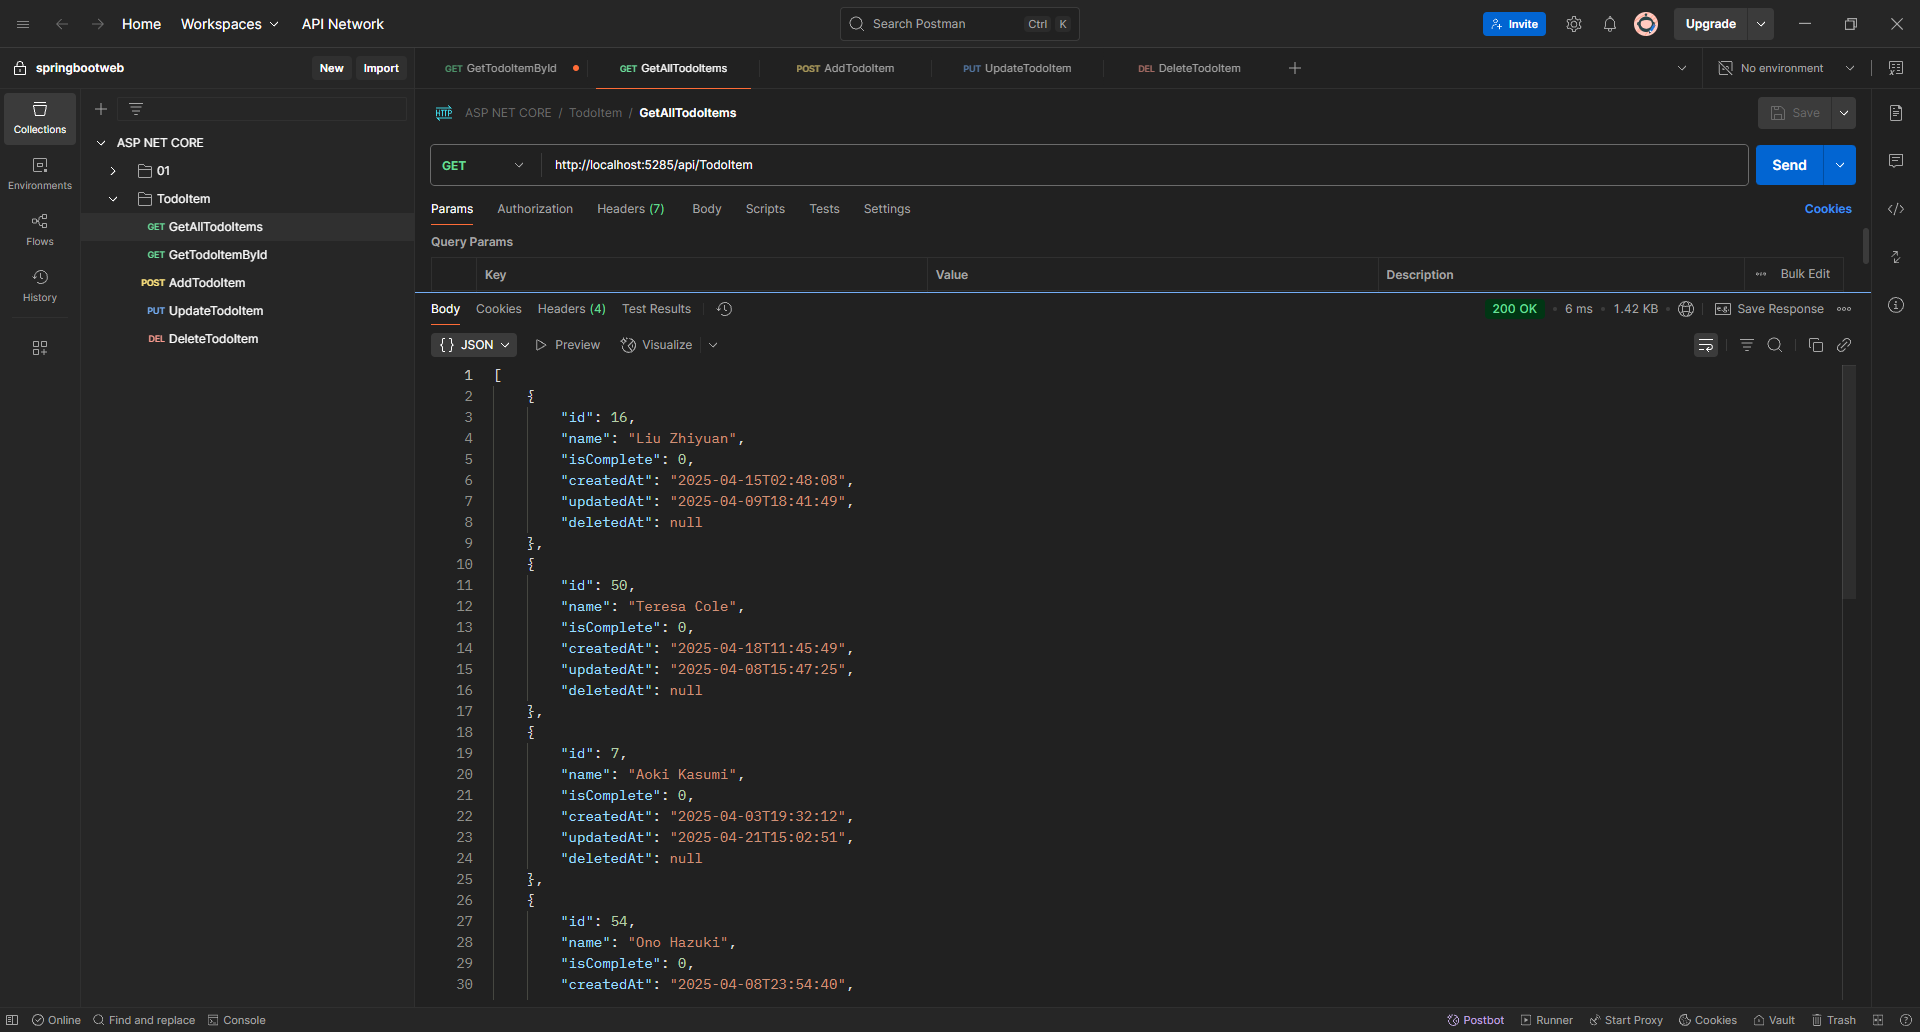 Home Workspaces API Network Search Postman Ctrl K Invite Upgrade
springbootweb New Import GET GetTodoItemById GET GetAllTodoItems POST AddTodoItem PUT UpdateTodoItem DEL DeleteTodoItem No environment
Collections
Environments
Flows
History
ASP NET CORE
01
TodoItem
GET GetAllTodoItems
GET GetTodoItemById
POST AddTodoItem
PUT UpdateTodoItem
DEL DeleteTodoItem
HTTP ASP NET CORE / TodoItem / GetAllTodoItems Save
GET http://localhost:5285/api/TodoItem Send
Params Authorization Headers (7) Body Scripts Tests Settings Cookies
Query Params
Key Value Description Bulk Edit
Body Cookies Headers (4) Test Results 200 OK • 6 ms • 1.42 KB • Save Response
{} JSON Preview Visualize
1 [
2 {
3 "id": 16,
4 "name": "Liu Zhiyuan",
5 "isComplete": 0,
6 "createdAt": "2025-04-15T02:48:08",
7 "updatedAt": "2025-04-09T18:41:49",
8 "deletedAt": null
9 },
10 {
11 "id": 50,
12 "name": "Teresa Cole",
13 "isComplete": 0,
14 "createdAt": "2025-04-18T11:45:49",
15 "updatedAt": "2025-04-08T15:47:25",
16 "deletedAt": null
17 },
18 {
19 "id": 7,
20 "name": "Aoki Kasumi",
21 "isComplete": 0,
22 "createdAt": "2025-04-03T19:32:12",
23 "updatedAt": "2025-04-21T15:02:51",
24 "deletedAt": null
25 },
26 {
27 "id": 54,
28 "name": "Ono Hazuki",
29 "isComplete": 0,
30 "createdAt": "2025-04-08T23:54:40",
Online Find and replace Console Postbot Runner Start Proxy Cookies Vault Trash